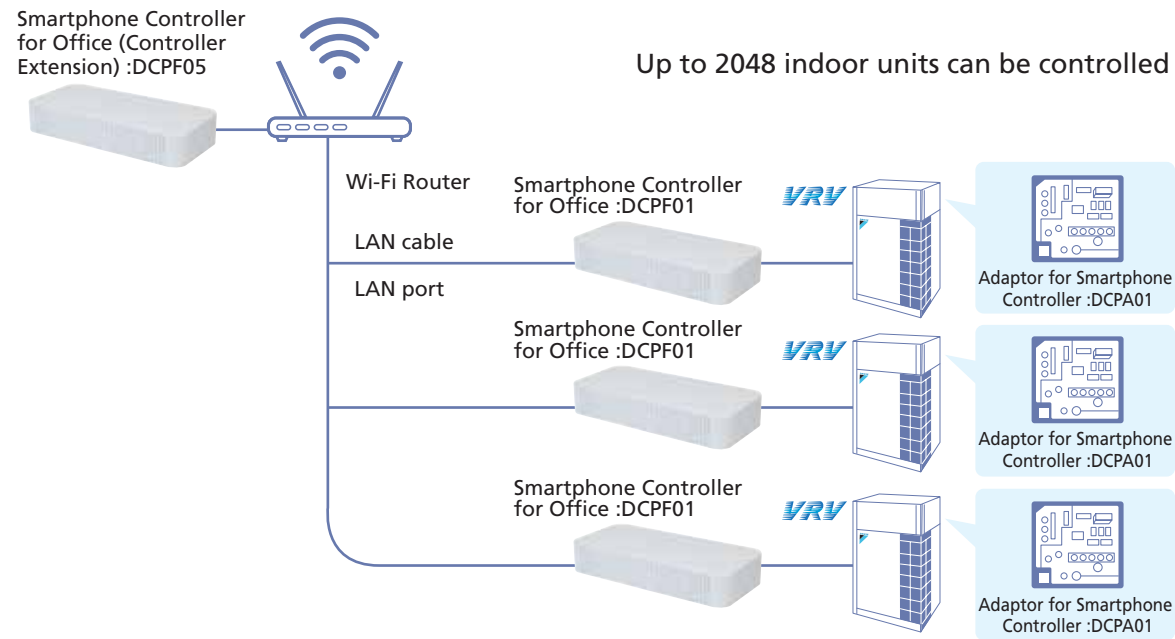 Smartphone Controller
for Office (Controller
Extension) :DCPF05
Up to 2048 indoor units can be controlled
Wi-Fi Router
LAN cable
LAN port
Smartphone Controller
for Office :DCPF01
VRV
Adaptor for Smartphone
Controller :DCPA01
Smartphone Controller
for Office :DCPF01
VRV
Adaptor for Smartphone
Controller :DCPA01
Smartphone Controller
for Office :DCPF01
VRV
Adaptor for Smartphone
Controller :DCPA01